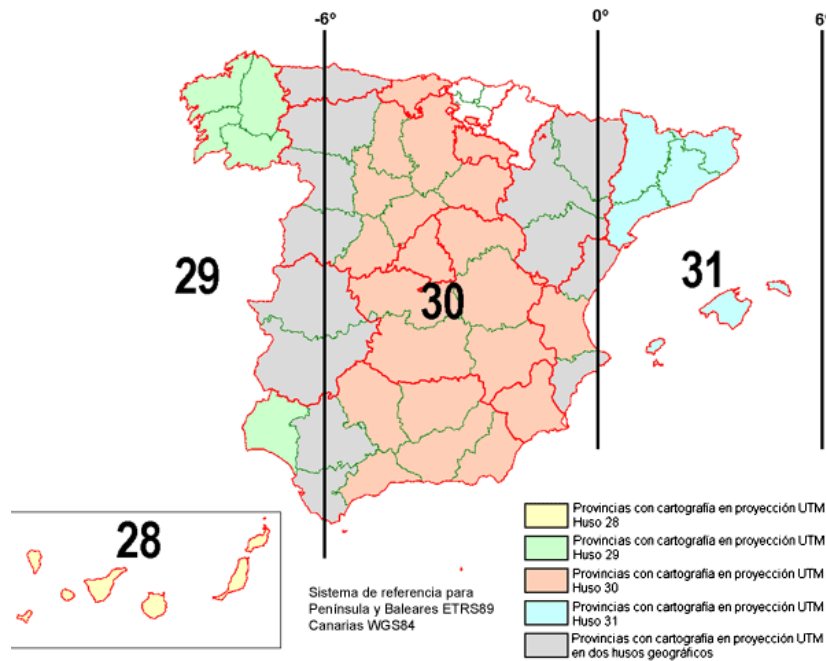 -6º
0º
6º
29
30
31
28
Provincias con cartografía en proyección UTM
Huso 28
Provincias con cartografía en proyección UTM
Huso 29
Provincias con cartografía en proyección UTM
Huso 30
Provincias con cartografía en proyección UTM
Huso 31
Provincias con cartografía en proyección UTM
en dos husos geográficos
Sistema de referencia para
Península y Baleares ETRS89
Canarias WGS84